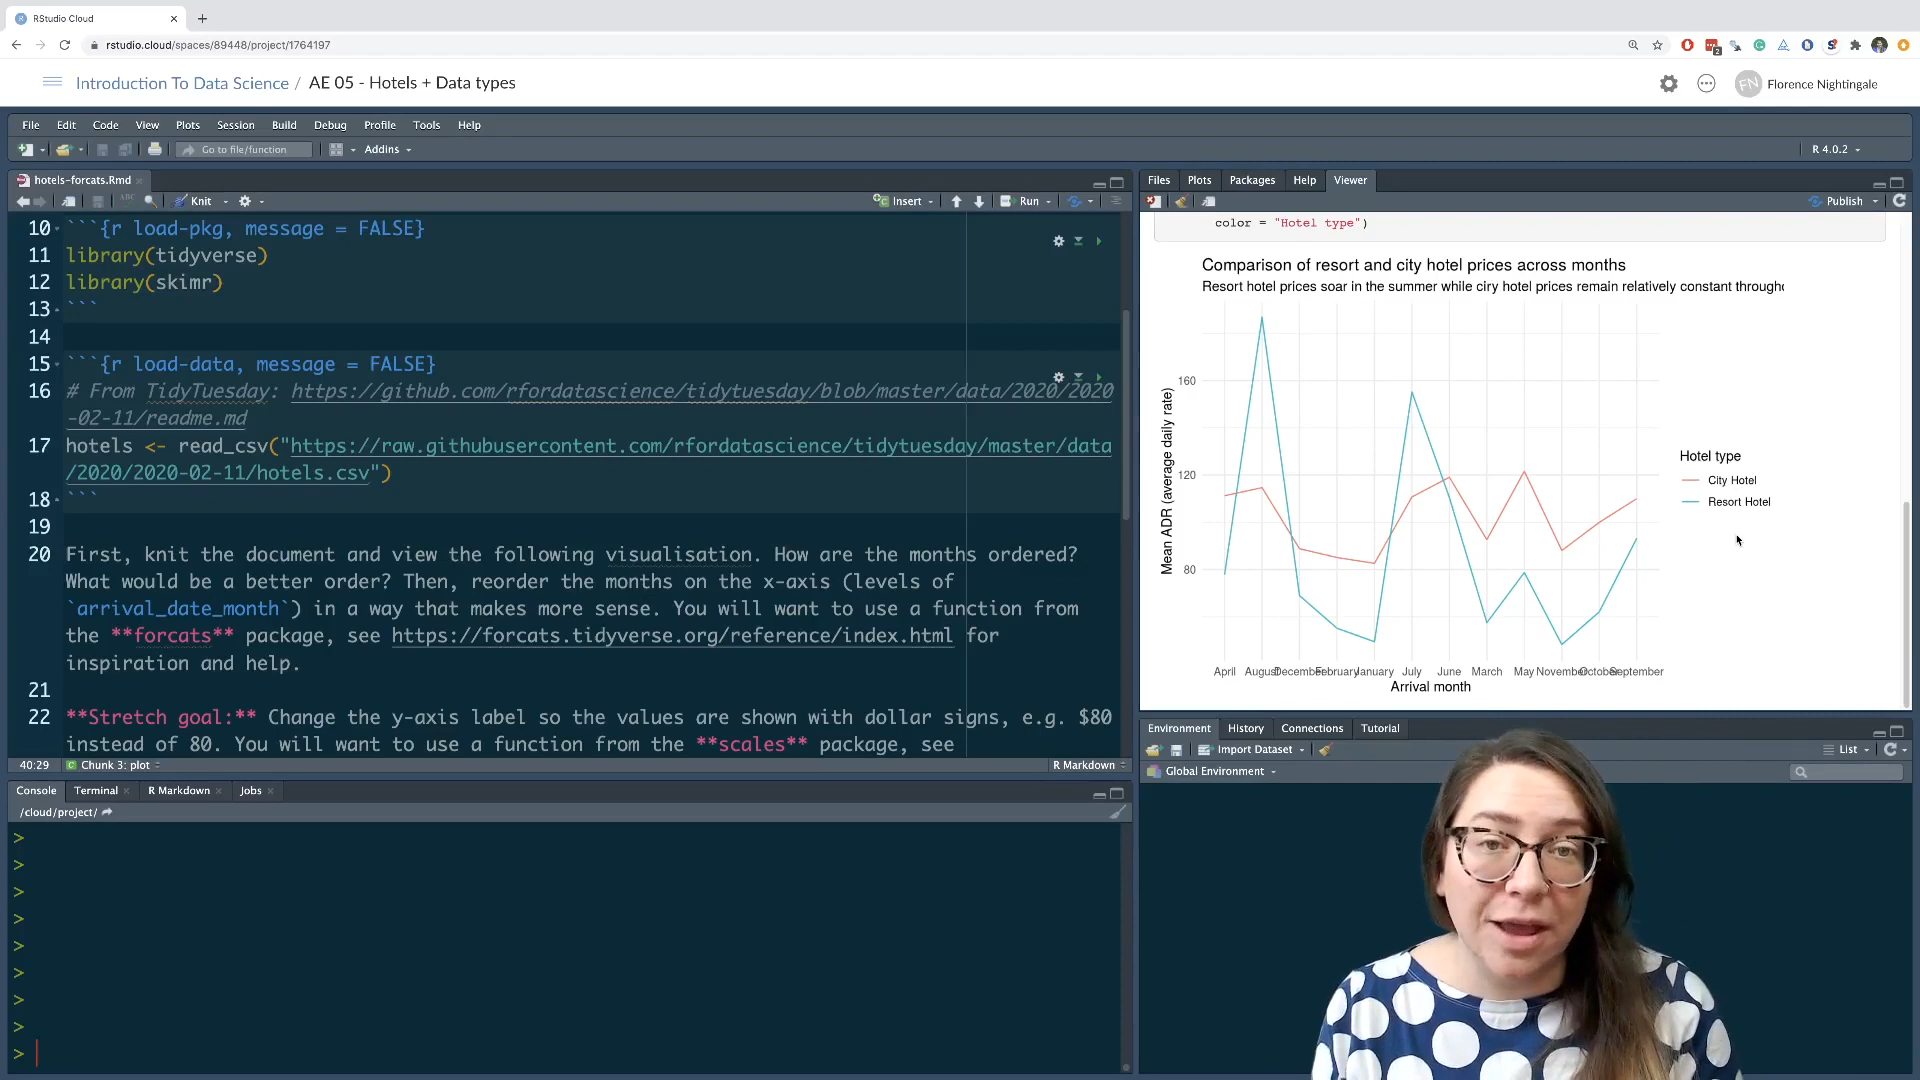 RStudio Cloud
rstudio.cloud/spaces/89448/project/1764197
Introduction To Data Science / AE 05 - Hotels + Data types
FN Florence Nightingale
File Edit Code View Plots Session Build Debug Profile Tools Help
Go to file/function Addins
R 4.0.2
hotels-forcats.Rmd
ABC Knit Insert Run
10 ```{r load-pkg, message = FALSE}
11 library(tidyverse)
12 library(skimr)
13 ```
14
15 ```{r load-data, message = FALSE}
16 # From TidyTuesday: https://github.com/rfordatascience/tidytuesday/blob/master/data/2020/2020
-02-11/readme.md
17 hotels <- read_csv("https://raw.githubusercontent.com/rfordatascience/tidytuesday/master/data
/2020/2020-02-11/hotels.csv")
18 ```
19
20 First, knit the document and view the following visualisation. How are the months ordered?
What would be a better order? Then, reorder the months on the x-axis (levels of
`arrival_date_month`) in a way that makes more sense. You will want to use a function from
the **forcats** package, see https://forcats.tidyverse.org/reference/index.html for
inspiration and help.
21
22 **Stretch goal:** Change the y-axis label so the values are shown with dollar signs, e.g. $80
instead of 80. You will want to use a function from the **scales** package, see
40:29 Chunk 3: plot R Markdown
Console Terminal R Markdown Jobs
/cloud/project/
>
>
>
>
>
>
>
>
>
Files Plots Packages Help Viewer
Publish
color = "Hotel type")
Comparison of resort and city hotel prices across months
Resort hotel prices soar in the summer while ciry hotel prices remain relatively constant througho
Mean ADR (average daily rate)
160
120
80
Hotel type
City Hotel
Resort Hotel
April August December February January July June March May November October September
Arrival month
Environment History Connections Tutorial
Import Dataset List
Global Environment